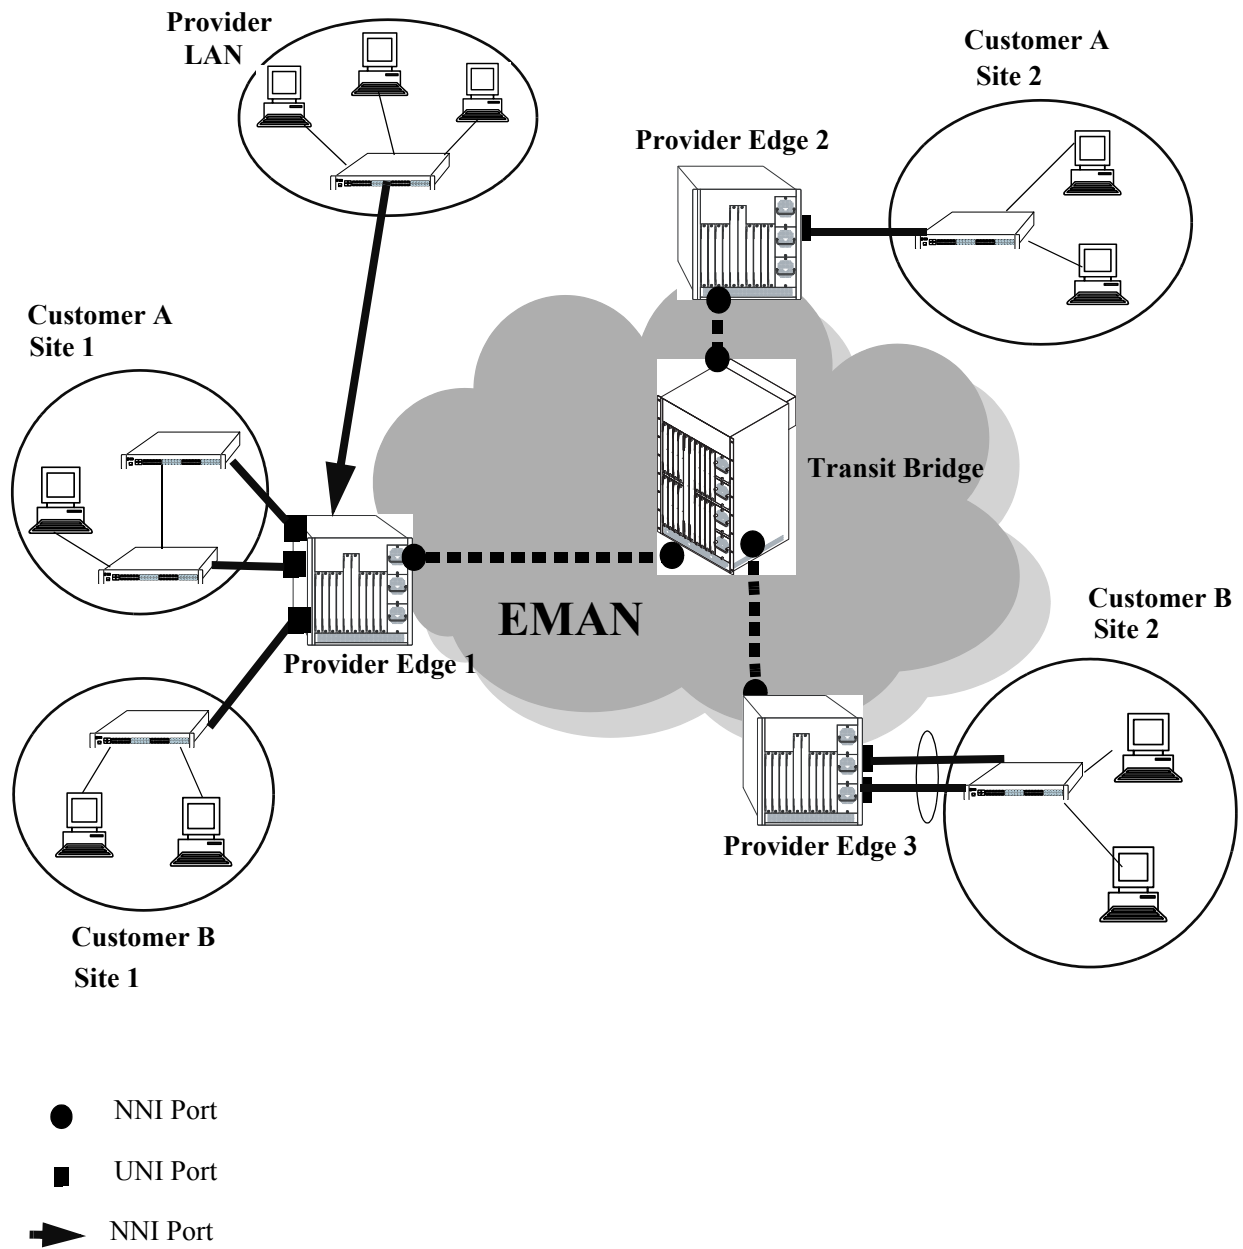 Provider
LAN
Customer A
Site 2
Provider Edge 2
Customer A
Site 1
Transit Bridge
EMAN
Customer B
Site 2
Provider Edge 1
Provider Edge 3
Customer B
Site 1
NNI Port
UNI Port
NNI Port